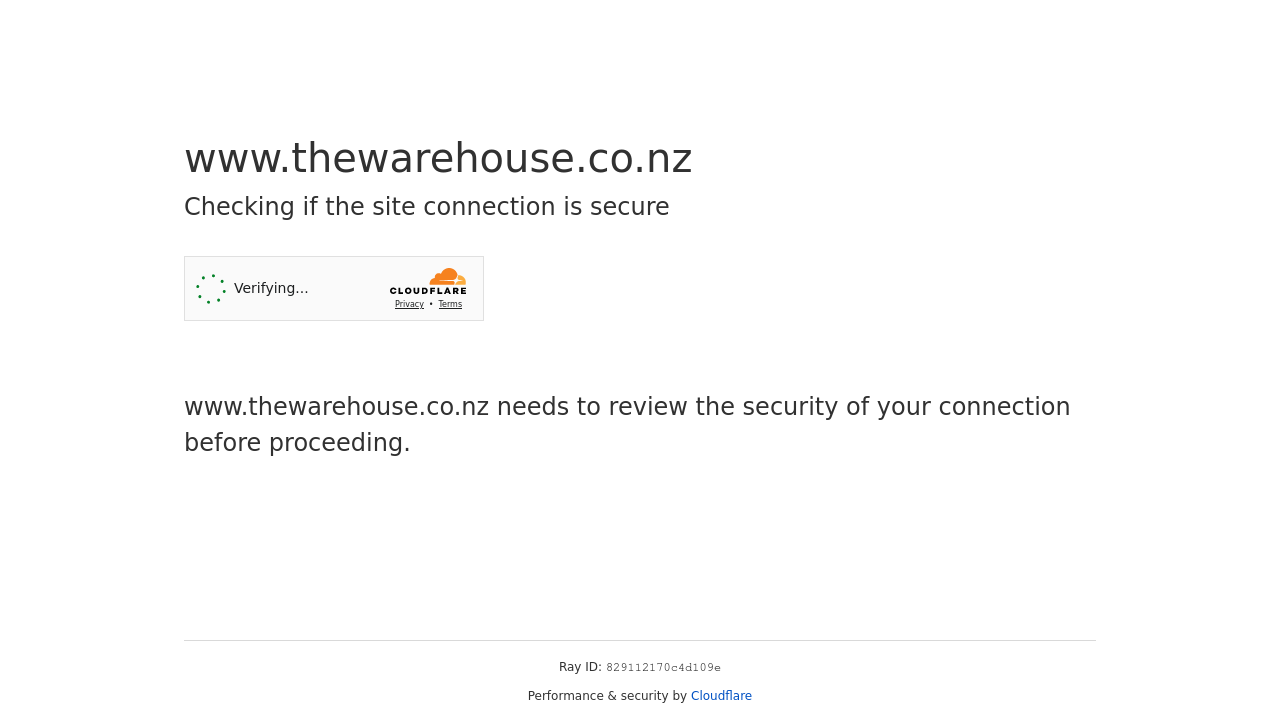 www.thewarehouse.co.nz
Checking if the site connection is secure
Verifying...
CLOUDFLARE
Privacy • Terms
www.thewarehouse.co.nz needs to review the security of your connection
before proceeding.
Ray ID: 829112170c4d109e
Performance & security by Cloudflare